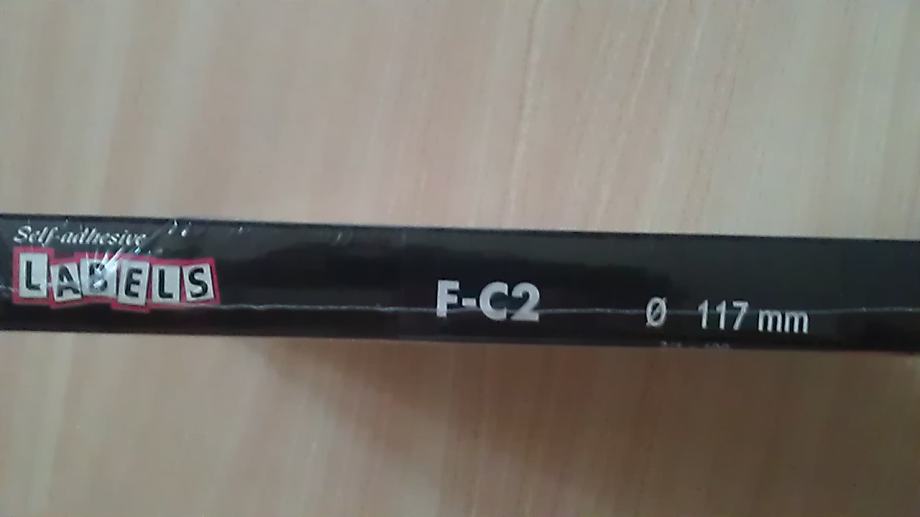 Self-adhesive
LABELS
F-C2
Ø 117 mm